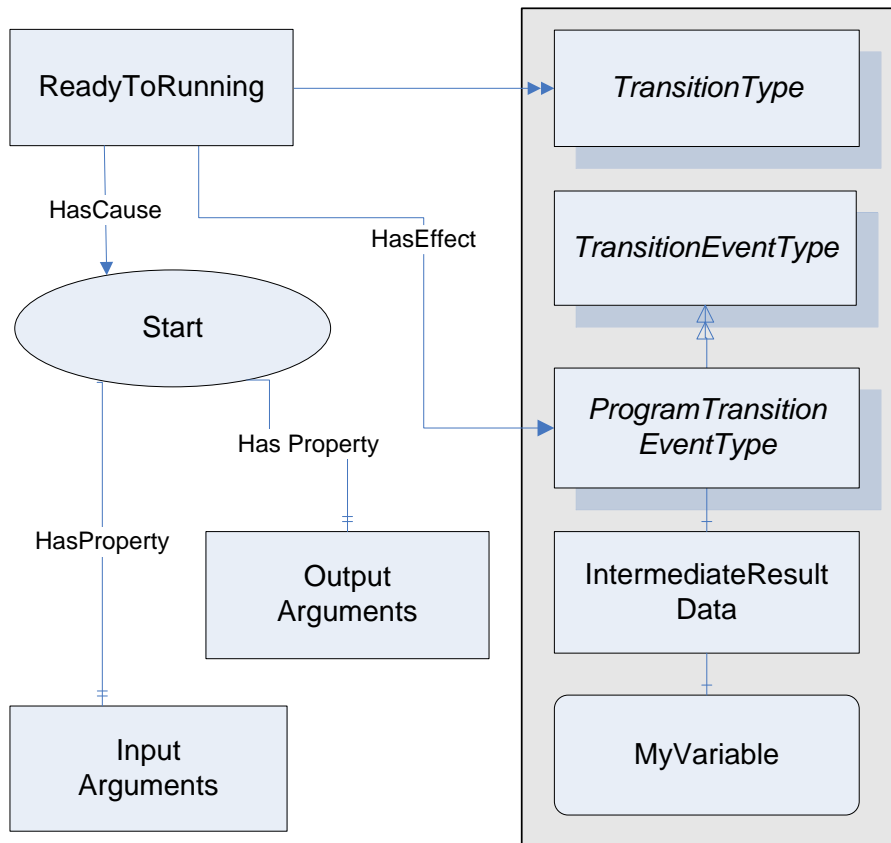 ReadyToRunning
TransitionType
HasCause
HasEffect
TransitionEventType
Start
ProgramTransition
EventType
Has Property
HasProperty
Output
Arguments
IntermediateResult
Data
Input
Arguments
MyVariable